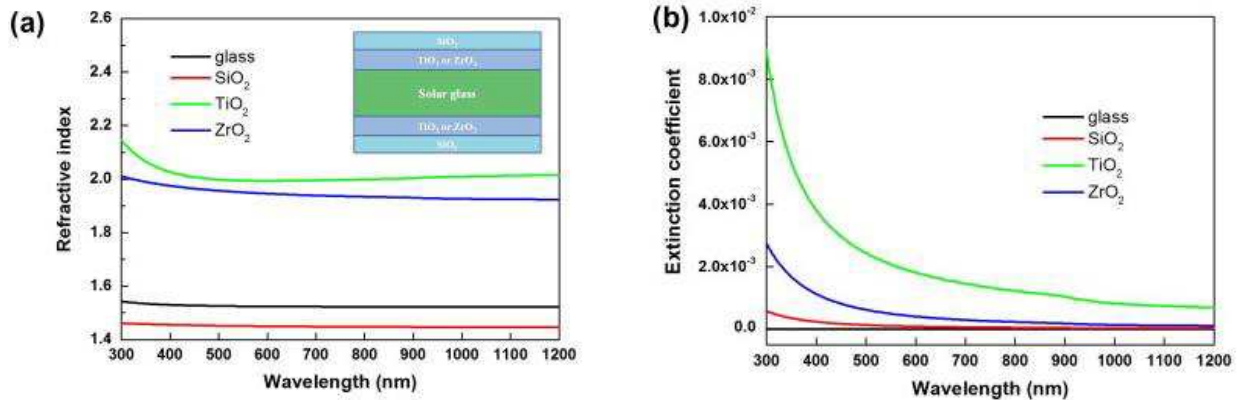 (a)
2.6
2.4
2.2
2.0
1.8
1.6
1.4
Refractive index
glass
SiO₂
TiO₂
ZrO₂
SiO₂
TiO₂ or ZrO₂
Solar glass
TiO₂ or ZrO₂
SiO₂
300 400 500 600 700 800 900 1000 1100 1200
Wavelength (nm)
(b)
1.0x10⁻²
8.0x10⁻³
6.0x10⁻³
4.0x10⁻³
2.0x10⁻³
0.0
Extinction coefficient
glass
SiO₂
TiO₂
ZrO₂
300 400 500 600 700 800 900 1000 1100 1200
Wavelength (nm)